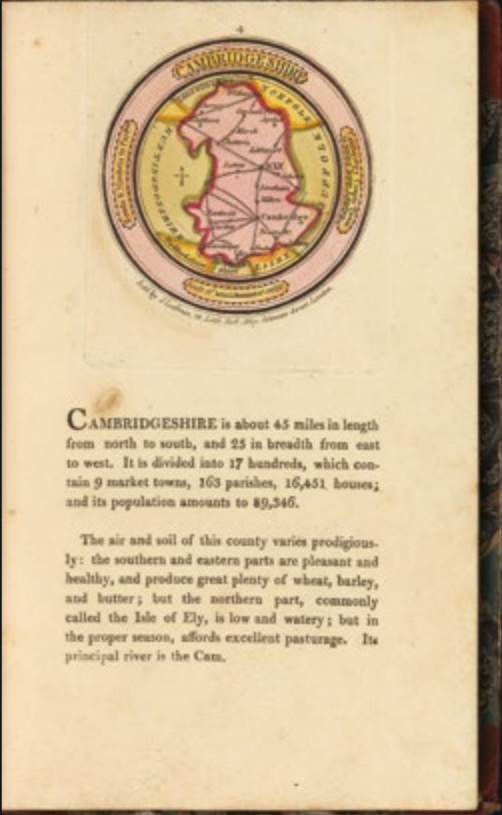 4
CAMBRIDGESHIRE
NORFOLK
SUFFOLK
ESSEX
HUNTINGDONSHIRE
March
ELY
Cambridge
CAMBRIDGESHIRE is about 45 miles in length
from north to south, and 25 in breadth from east
to west. It is divided into 17 hundreds, which con-
tain 9 market towns, 163 parishes, 16,451 houses;
and its population amounts to 89,346.
The air and soil of this county varies prodigious-
ly: the southern and eastern parts are pleasant and
healthy, and produce great plenty of wheat, barley,
and butter; but the northern part, commonly
called the Isle of Ely, is low and watery; but in
the proper season, affords excellent pasturage. Its
principal river is the Cam.